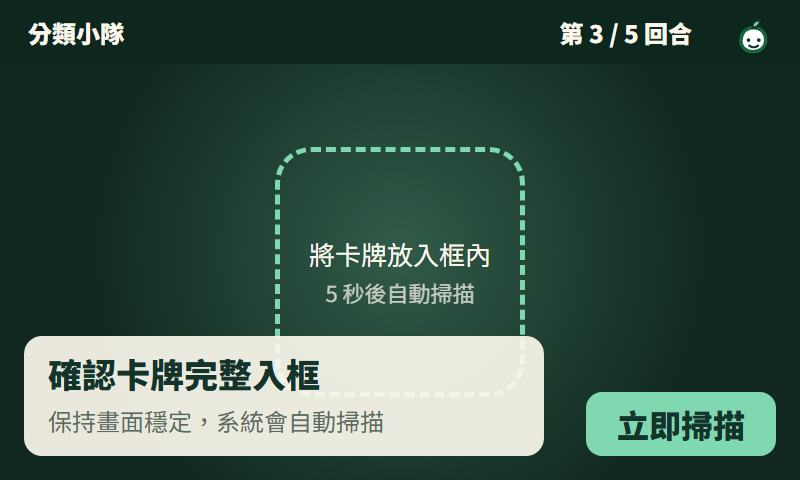 分類小隊
第 3 / 5 回合
將卡牌放入框內
5 秒後自動掃描
確認卡牌完整入框
保持畫面穩定，系統會自動掃描
立即掃描